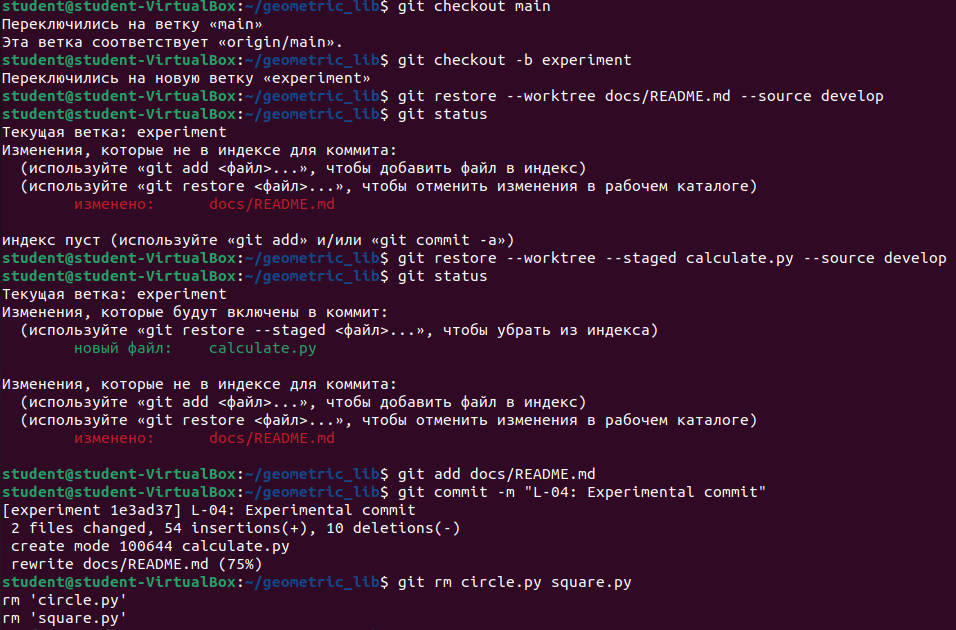 student@student-VirtualBox:~/geometric_lib$ git checkout main
Переключились на ветку «main»
Эта ветка соответствует «origin/main».
student@student-VirtualBox:~/geometric_lib$ git checkout -b experiment
Переключились на новую ветку «experiment»
student@student-VirtualBox:~/geometric_lib$ git restore --worktree docs/README.md --source develop
student@student-VirtualBox:~/geometric_lib$ git status
Текущая ветка: experiment
Изменения, которые не в индексе для коммита:
  (используйте «git add <файл>...», чтобы добавить файл в индекс)
  (используйте «git restore <файл>...», чтобы отменить изменения в рабочем каталоге)
        изменено:      docs/README.md

индекс пуст (используйте «git add» и/или «git commit -a»)
student@student-VirtualBox:~/geometric_lib$ git restore --worktree --staged calculate.py --source develop
student@student-VirtualBox:~/geometric_lib$ git status
Текущая ветка: experiment
Изменения, которые будут включены в коммит:
  (используйте «git restore --staged <файл>...», чтобы убрать из индекса)
        новый файл:    calculate.py

Изменения, которые не в индексе для коммита:
  (используйте «git add <файл>...», чтобы добавить файл в индекс)
  (используйте «git restore <файл>...», чтобы отменить изменения в рабочем каталоге)
        изменено:      docs/README.md

student@student-VirtualBox:~/geometric_lib$ git add docs/README.md
student@student-VirtualBox:~/geometric_lib$ git commit -m "L-04: Experimental commit"
[experiment 1e3ad37] L-04: Experimental commit
 2 files changed, 54 insertions(+), 10 deletions(-)
 create mode 100644 calculate.py
 rewrite docs/README.md (75%)
student@student-VirtualBox:~/geometric_lib$ git rm circle.py square.py
rm 'circle.py'
rm 'square.py'